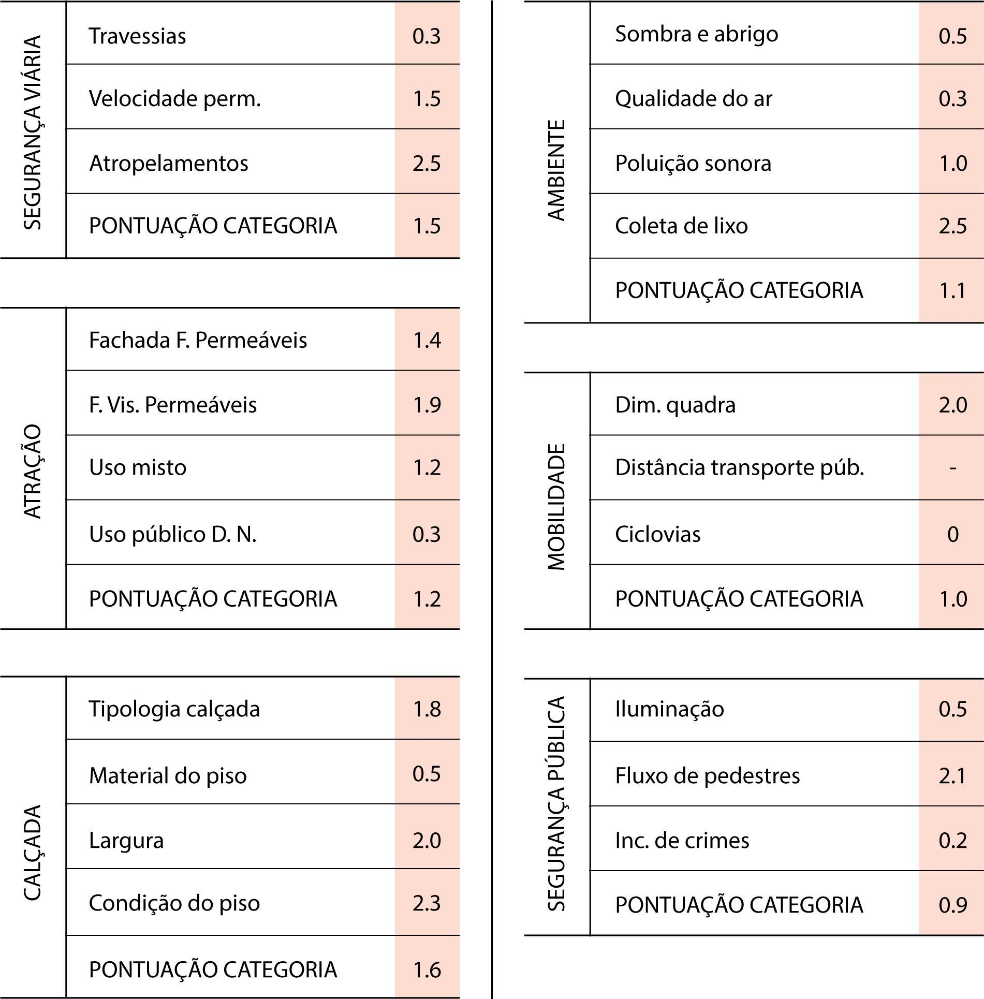 SEGURANÇA VIÁRIA
Travessias 0.3
Velocidade perm. 1.5
Atropelamentos 2.5
PONTUAÇÃO CATEGORIA 1.5
ATRAÇÃO
Fachada F. Permeáveis 1.4
F. Vis. Permeáveis 1.9
Uso misto 1.2
Uso público D. N. 0.3
PONTUAÇÃO CATEGORIA 1.2
CALÇADA
Tipologia calçada 1.8
Material do piso 0.5
Largura 2.0
Condição do piso 2.3
PONTUAÇÃO CATEGORIA 1.6
AMBIENTE
Sombra e abrigo 0.5
Qualidade do ar 0.3
Poluição sonora 1.0
Coleta de lixo 2.5
PONTUAÇÃO CATEGORIA 1.1
MOBILIDADE
Dim. quadra 2.0
Distância transporte púb. -
Ciclovias 0
PONTUAÇÃO CATEGORIA 1.0
SEGURANÇA PÚBLICA
Iluminação 0.5
Fluxo de pedestres 2.1
Inc. de crimes 0.2
PONTUAÇÃO CATEGORIA 0.9